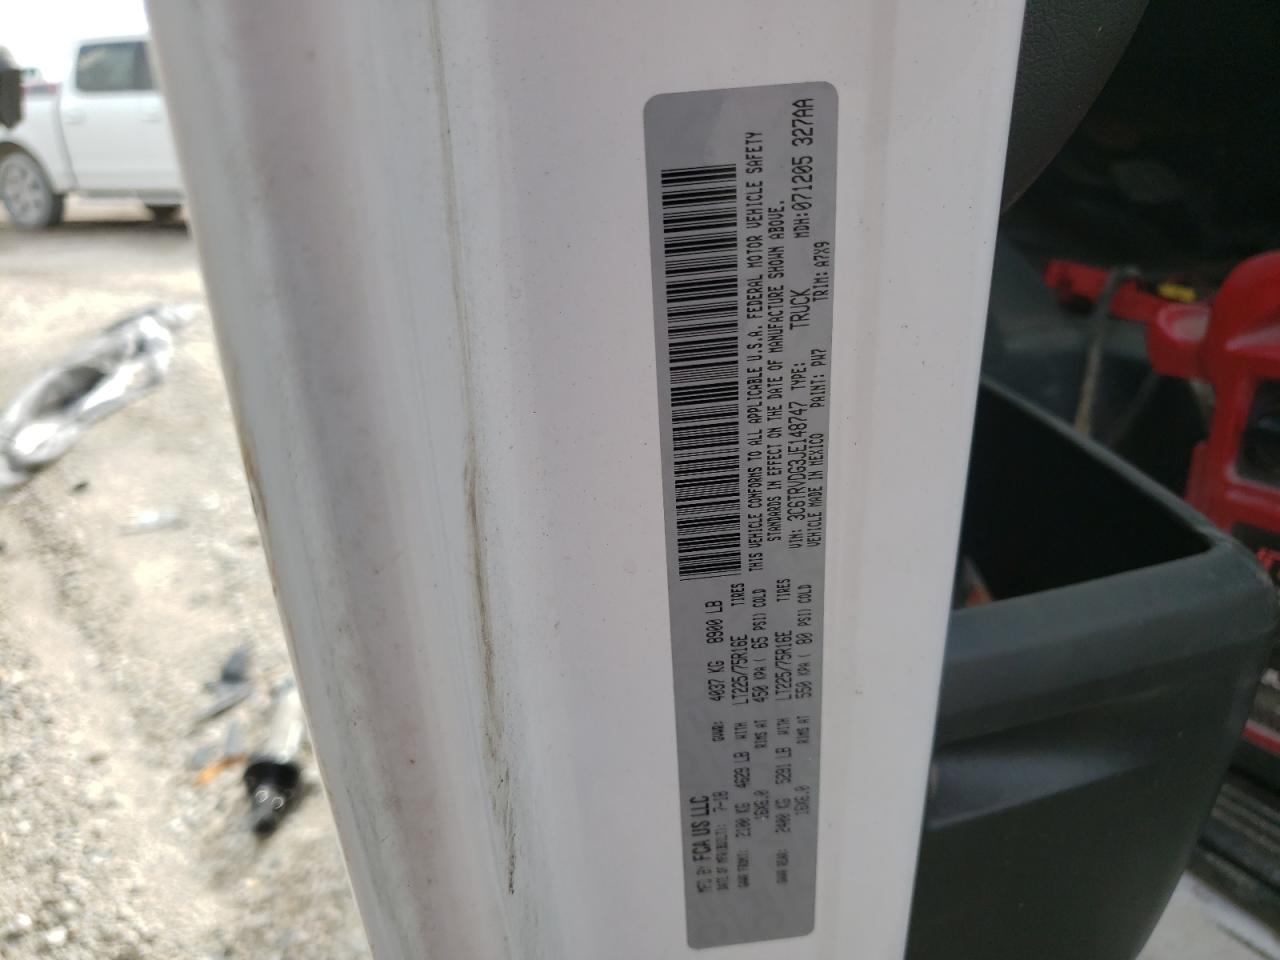 MFD BY FCA US LLC
DATE OF MFR(BUILT): 7-18 GVWR: 4037 KG 8900 LB
GAWR FRONT: 2100 KG 4629 LB WITH LT225/75R16E TIRES
16X6.0 RIMS AT 450 KPA ( 65 PSI) COLD
GAWR REAR: 2400 KG 5291 LB WITH LT225/75R16E TIRES
16X6.0 RIMS AT 550 KPA ( 80 PSI) COLD
THIS VEHICLE CONFORMS TO ALL APPLICABLE U.S.A. FEDERAL MOTOR VEHICLE SAFETY
STANDARDS IN EFFECT ON THE DATE OF MANUFACTURE SHOWN ABOVE.
VIN: 3C6TRVDG3JE148747 TYPE: TRUCK MDH:071205 327AA
VEHICLE MADE IN MEXICO PAINT: PW7 TRIM: A7X9